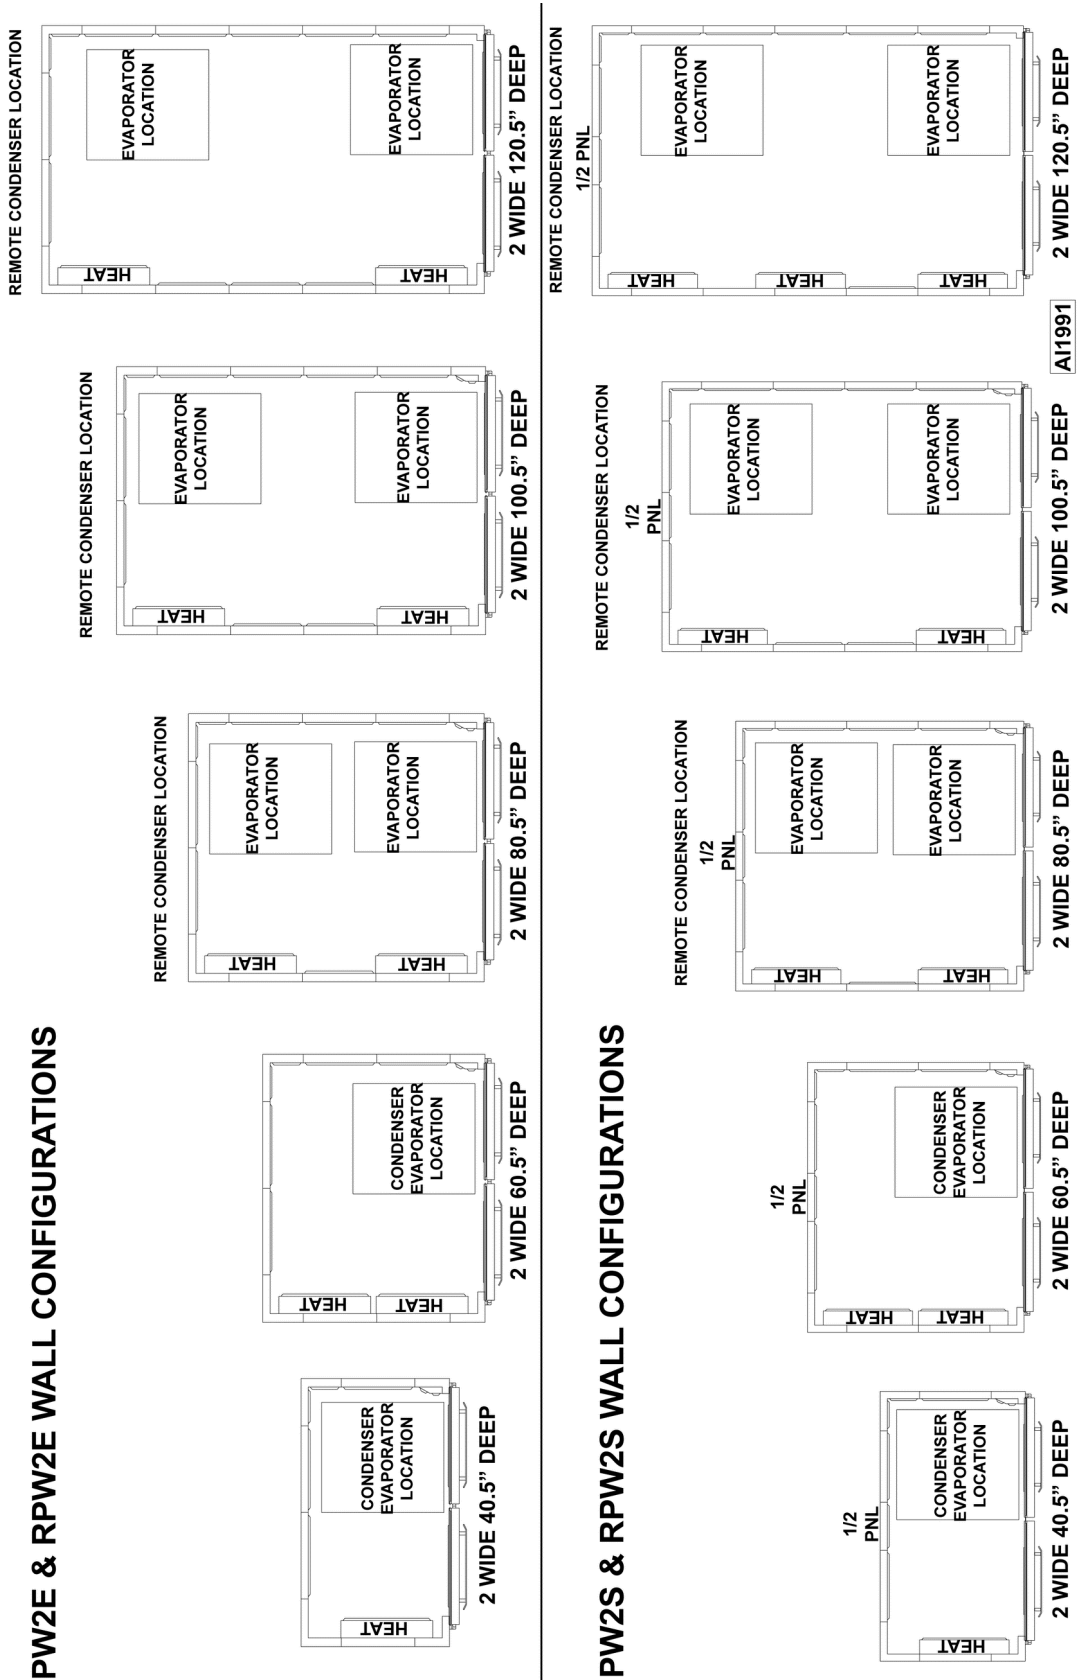 PW2E & RPW2E WALL CONFIGURATIONS
CONDENSER
EVAPORATOR
LOCATION
HEAT
2 WIDE 40.5” DEEP
CONDENSER
EVAPORATOR
LOCATION
HEAT
HEAT
2 WIDE 60.5” DEEP
REMOTE CONDENSER LOCATION
EVAPORATOR
LOCATION
EVAPORATOR
LOCATION
HEAT
HEAT
2 WIDE 80.5” DEEP
REMOTE CONDENSER LOCATION
EVAPORATOR
LOCATION
EVAPORATOR
LOCATION
HEAT
HEAT
2 WIDE 100.5” DEEP
REMOTE CONDENSER LOCATION
EVAPORATOR
LOCATION
EVAPORATOR
LOCATION
HEAT
HEAT
2 WIDE 120.5” DEEP
PW2S & RPW2S WALL CONFIGURATIONS
1/2
PNL
CONDENSER
EVAPORATOR
LOCATION
HEAT
2 WIDE 40.5” DEEP
1/2
PNL
CONDENSER
EVAPORATOR
LOCATION
HEAT
HEAT
2 WIDE 60.5” DEEP
REMOTE CONDENSER LOCATION
1/2
PNL
EVAPORATOR
LOCATION
EVAPORATOR
LOCATION
HEAT
HEAT
2 WIDE 80.5” DEEP
REMOTE CONDENSER LOCATION
1/2
PNL
EVAPORATOR
LOCATION
EVAPORATOR
LOCATION
HEAT
HEAT
2 WIDE 100.5” DEEP
REMOTE CONDENSER LOCATION
1/2 PNL
EVAPORATOR
LOCATION
EVAPORATOR
LOCATION
HEAT
HEAT
HEAT
2 WIDE 120.5” DEEP
AI1991